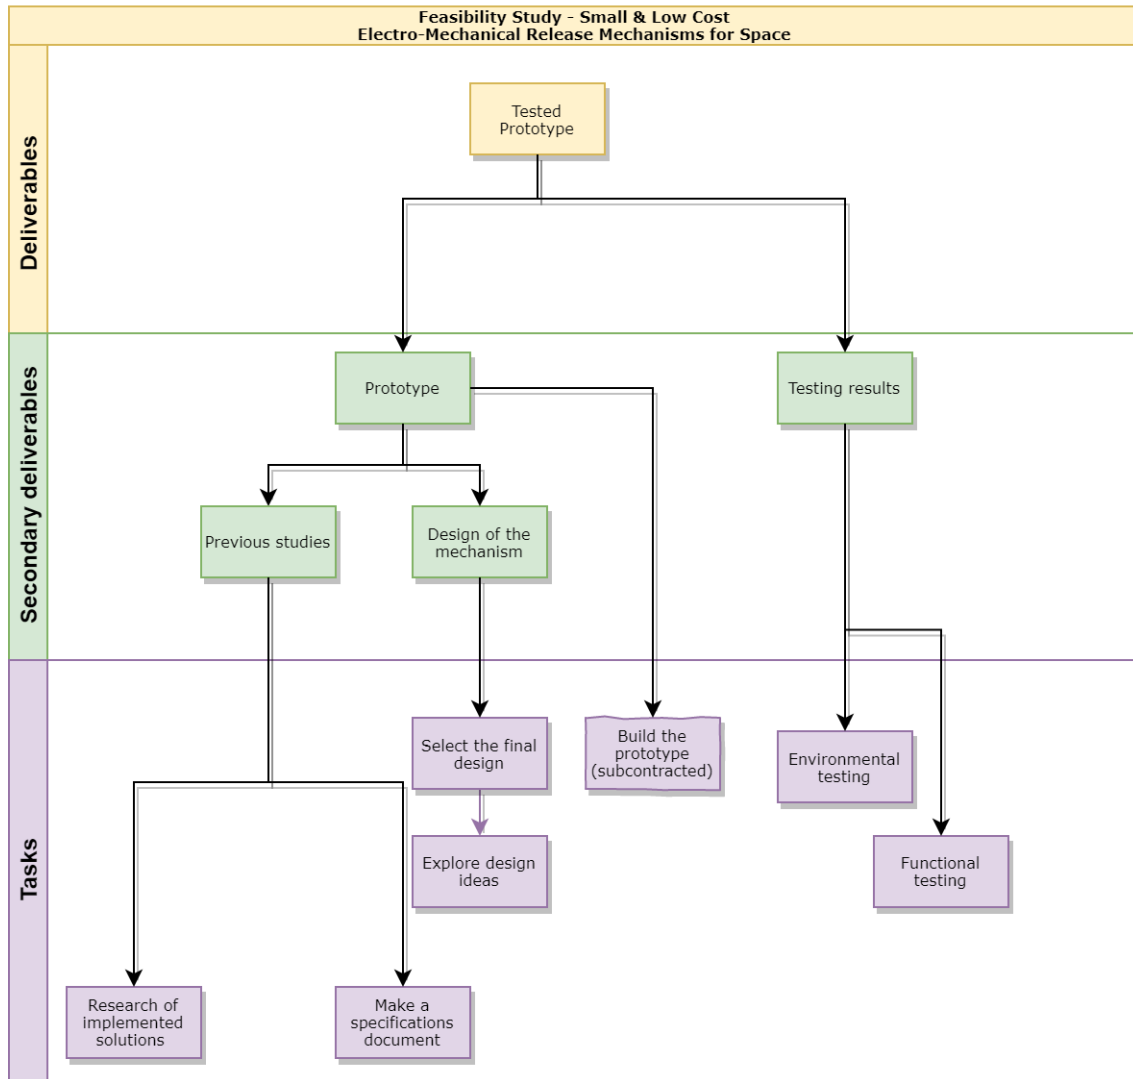 Feasibility Study - Small & Low Cost
Electro-Mechanical Release Mechanisms for Space
Deliverables
Tested
Prototype
Secondary deliverables
Prototype
Testing results
Previous studies
Design of the
mechanism
Tasks
Select the final
design
Build the
prototype
(subcontracted)
Environmental
testing
Explore design
ideas
Functional
testing
Research of
implemented
solutions
Make a
specifications
document